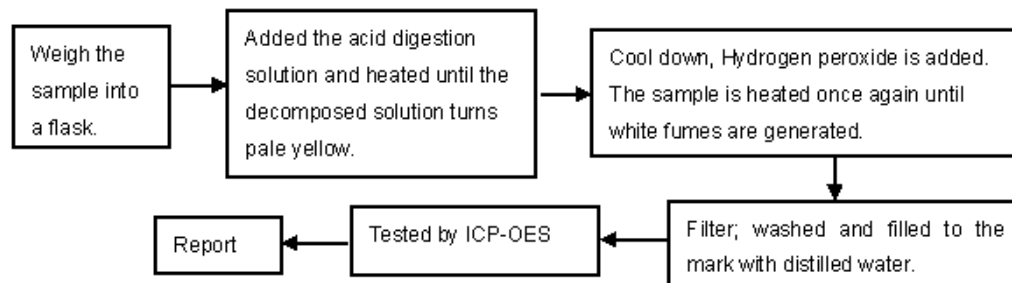 Weigh the
sample into
a flask.
Added the acid digestion
solution and heated until the
decomposed solution turns
pale yellow.
Cool down, Hydrogen peroxide is added.
The sample is heated once again until
white fumes are generated.
Filter; washed and filled to the
mark with distilled water.
Tested by ICP-OES
Report